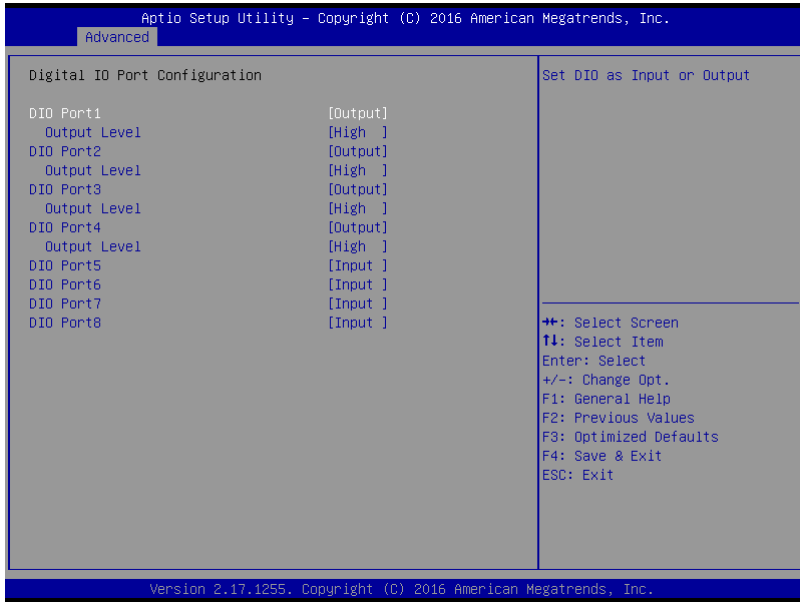 Aptio Setup Utility – Copyright (C) 2016 American Megatrends, Inc.
Advanced
Digital IO Port Configuration
DIO Port1 [Output]
Output Level [High ]
DIO Port2 [Output]
Output Level [High ]
DIO Port3 [Output]
Output Level [High ]
DIO Port4 [Output]
Output Level [High ]
DIO Port5 [Input ]
DIO Port6 [Input ]
DIO Port7 [Input ]
DIO Port8 [Input ]
Set DIO as Input or Output
→←: Select Screen
↑↓: Select Item
Enter: Select
+/-: Change Opt.
F1: General Help
F2: Previous Values
F3: Optimized Defaults
F4: Save & Exit
ESC: Exit
Version 2.17.1255. Copyright (C) 2016 American Megatrends, Inc.